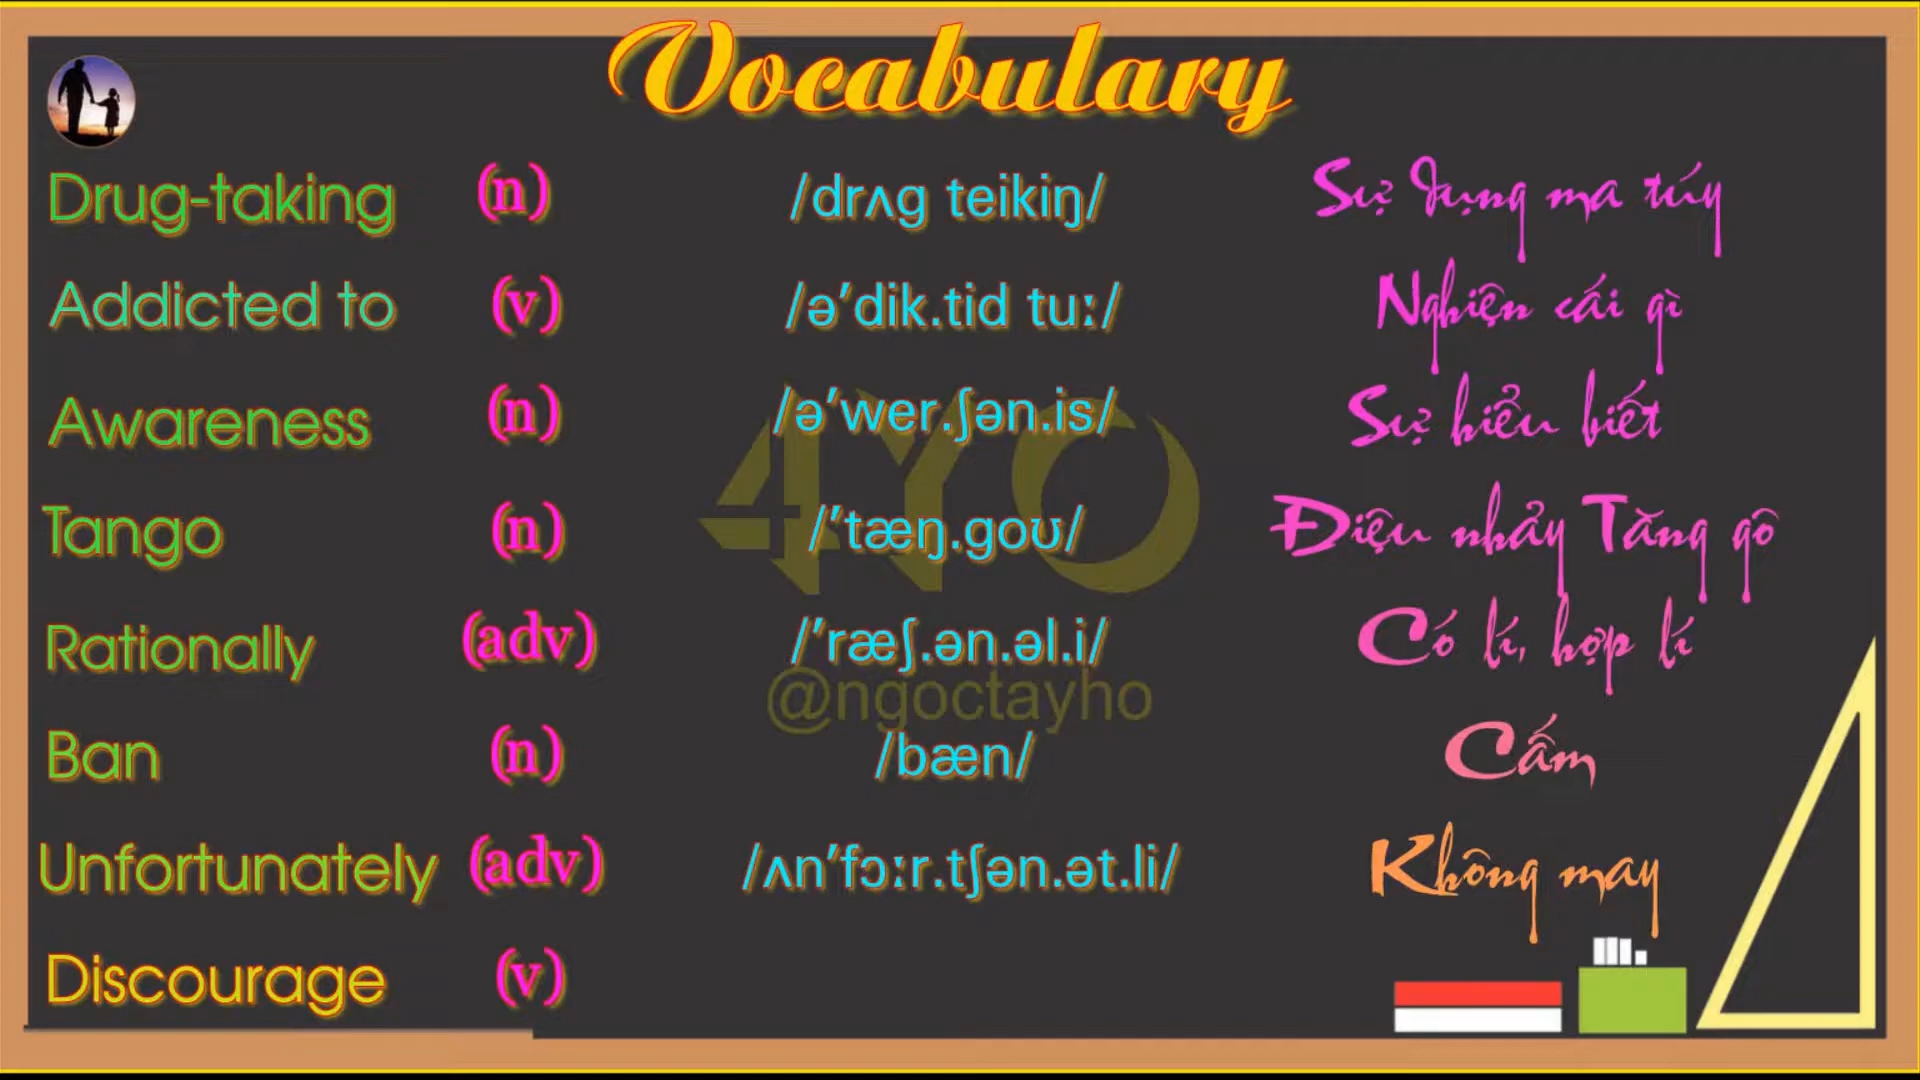 Vocabulary
Drug-taking (n) /drʌg teikiŋ/ Sự dụng ma túy
Addicted to (v) /ə′dik.tid tuː/ Nghiện cái gì
Awareness (n) /ə′wer.ʃən.is/ Sự hiểu biết
4YO
Tango (n) /′tæŋ.goʊ/ Điệu nhảy Tăng gô
Rationally (adv) /′ræʃ.ən.əl.i/ Có lí, hợp lí
@ngoctayho
Ban (n) /bæn/ Cấm
Unfortunately (adv) /ʌn′fɔːr.tʃən.ət.li/ Không may
Discourage (v)